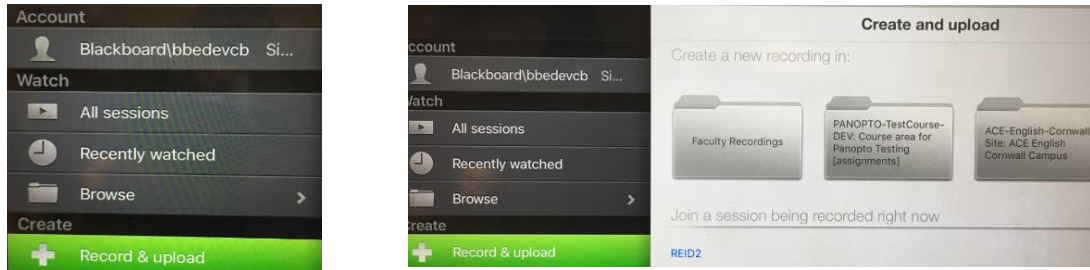 Account
Blackboard\bbedevcb Si...
Watch
All sessions
Recently watched
Browse
Create
Record & upload
ccount
Blackboard\bbedevcb Si...
Vatch
All sessions
Recently watched
Browse
reate
Record & upload
Create and upload
Create a new recording in:
Faculty Recordings
PANOPTO-TestCourse-
DEV: Course area for
Panopto Testing
[assignments]
ACE-English-Cornwall
Site: ACE English
Cornwall Campus
Join a session being recorded right now
REID2